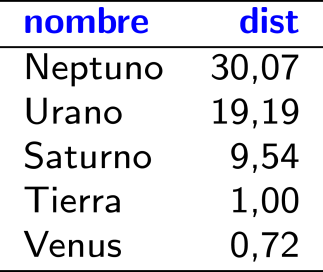 nombre dist
Neptuno 30,07
Urano 19,19
Saturno 9,54
Tierra 1,00
Venus 0,72